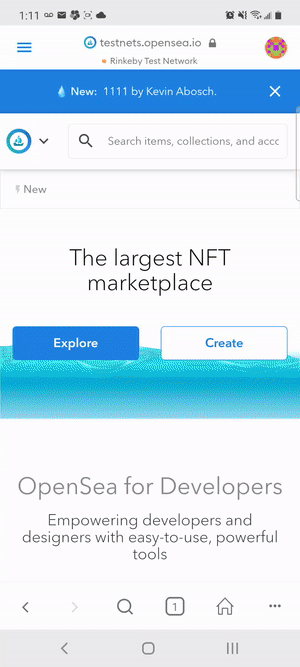 1:11
testnets.opensea.io
Rinkeby Test Network
New: 1111 by Kevin Abosch.
Search items, collections, and acco
New
The largest NFT
marketplace
Explore
Create
OpenSea for Developers
Empowering developers and
designers with easy-to-use, powerful
tools
1